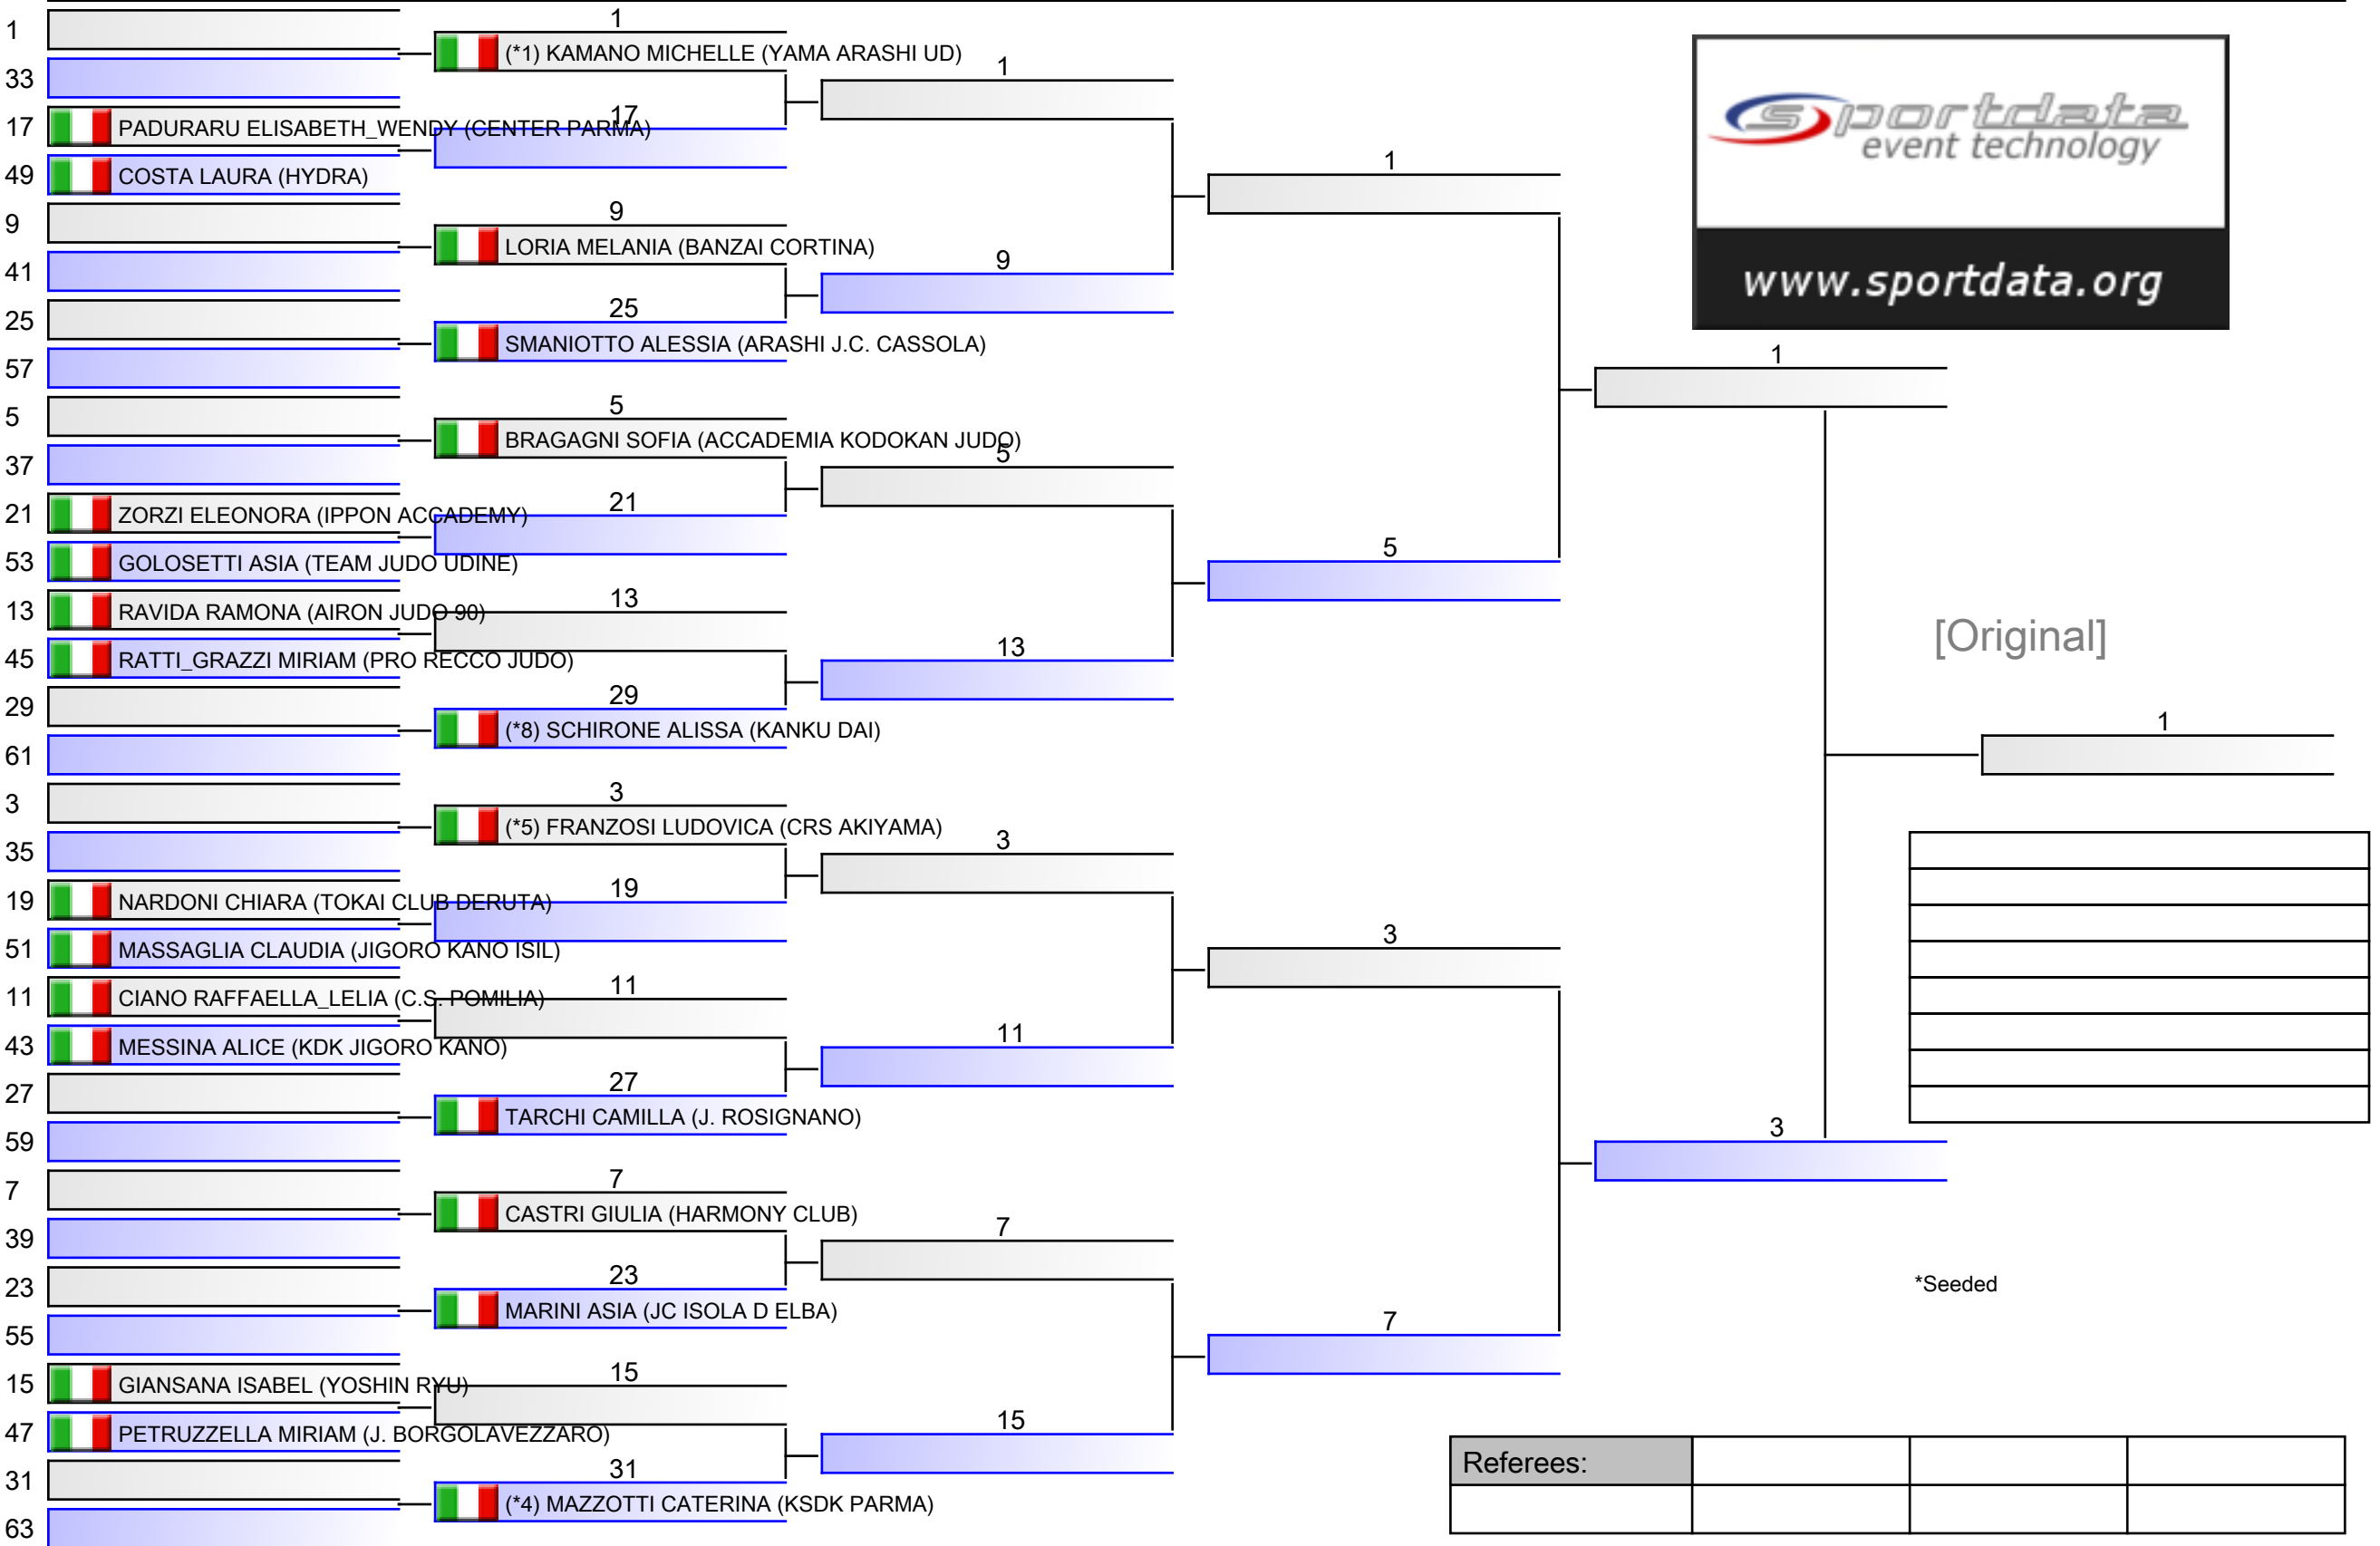 1
33
17 PADURARU ELISABETH_WENDY (CENTER PARMA)
49 COSTA LAURA (HYDRA)
9
41
25
57
5
37
21 ZORZI ELEONORA (IPPON ACCADEMY)
53 GOLOSETTI ASIA (TEAM JUDO UDINE)
13 RAVIDA RAMONA (AIRON JUDO 90)
45 RATTI_GRAZZI MIRIAM (PRO RECCO JUDO)
29
61
3
35
19 NARDONI CHIARA (TOKAI CLUB DERUTA)
51 MASSAGLIA CLAUDIA (JIGORO KANO ISIL)
11 CIANO RAFFAELLA_LELIA (C.S. POMILIA)
43 MESSINA ALICE (KDK JIGORO KANO)
27
59
7
39
23
55
15 GIANSANA ISABEL (YOSHIN RYU)
47 PETRUZZELLA MIRIAM (J. BORGOLAVEZZARO)
31
63
1
(*1) KAMANO MICHELLE (YAMA ARASHI UD)
17
9
LORIA MELANIA (BANZAI CORTINA)
25
SMANIOTTO ALESSIA (ARASHI J.C. CASSOLA)
5
BRAGAGNI SOFIA (ACCADEMIA KODOKAN JUDO)
21
13
29
(*8) SCHIRONE ALISSA (KANKU DAI)
3
(*5) FRANZOSI LUDOVICA (CRS AKIYAMA)
19
11
27
TARCHI CAMILLA (J. ROSIGNANO)
7
CASTRI GIULIA (HARMONY CLUB)
23
MARINI ASIA (JC ISOLA D ELBA)
15
31
(*4) MAZZOTTI CATERINA (KSDK PARMA)
1
9
5
13
3
11
7
15
1
5
3
7
1
3
1
sportdata
event technology
www.sportdata.org
[Original]
*Seeded
Referees: